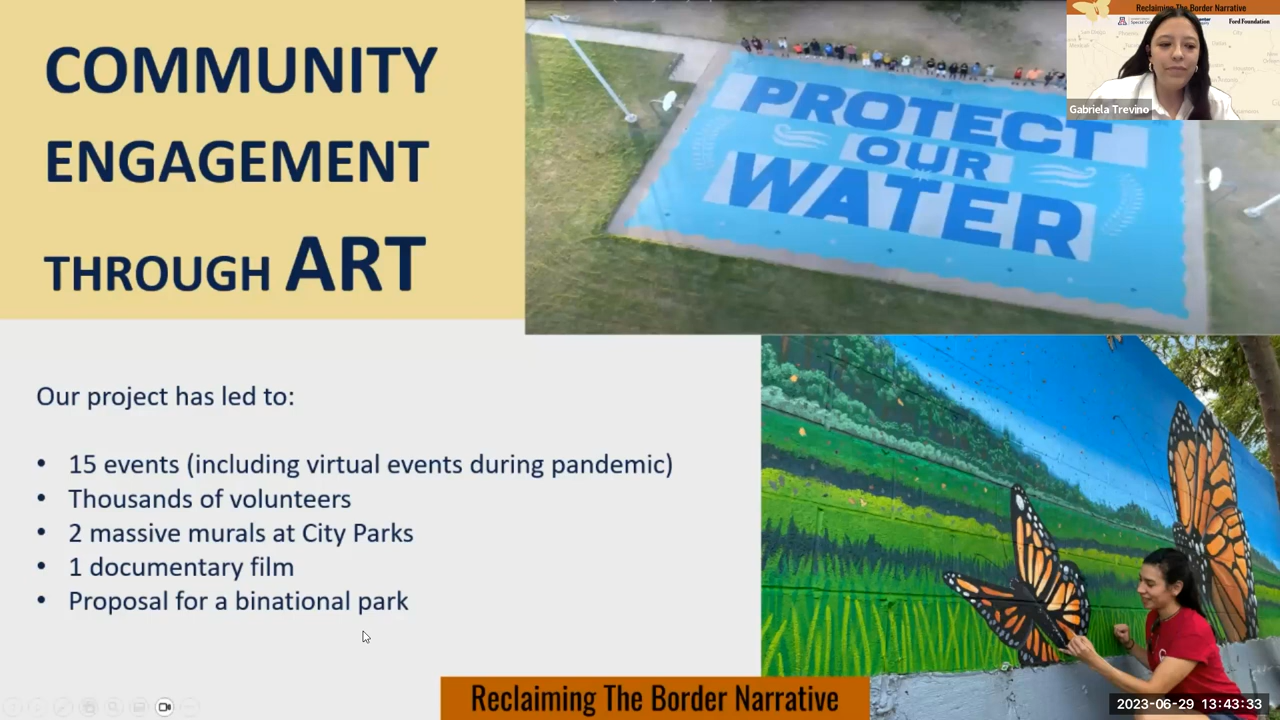 COMMUNITY
ENGAGEMENT
THROUGH ART
PROTECT
OUR
WATER
Reclaiming The Border Narrative
Ford Foundation
Gabriela Trevino
Our project has led to:
• 15 events (including virtual events during pandemic)
• Thousands of volunteers
• 2 massive murals at City Parks
• 1 documentary film
• Proposal for a binational park
Reclaiming The Border Narrative
2023-06-29 13:43:33